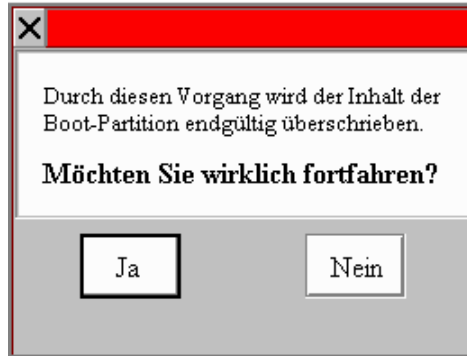 Durch diesen Vorgang wird der Inhalt der
Boot-Partition endgültig überschrieben.
Möchten Sie wirklich fortfahren?
Ja
Nein